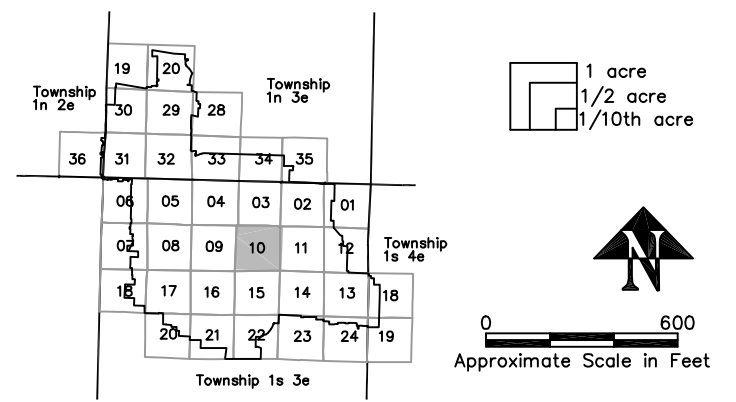 19 20
Township
1n 2e
Township
1n 3e
30 29 28
36 31 32 33 34 35
06 05 04 03 02 01
07 08 09 10 11 12
Township
1s 4e
18 17 16 15 14 13 18
20 21 22 23 24 19
Township 1s 3e
1 acre
1/2 acre
1/10th acre
N
0 600
Approximate Scale in Feet